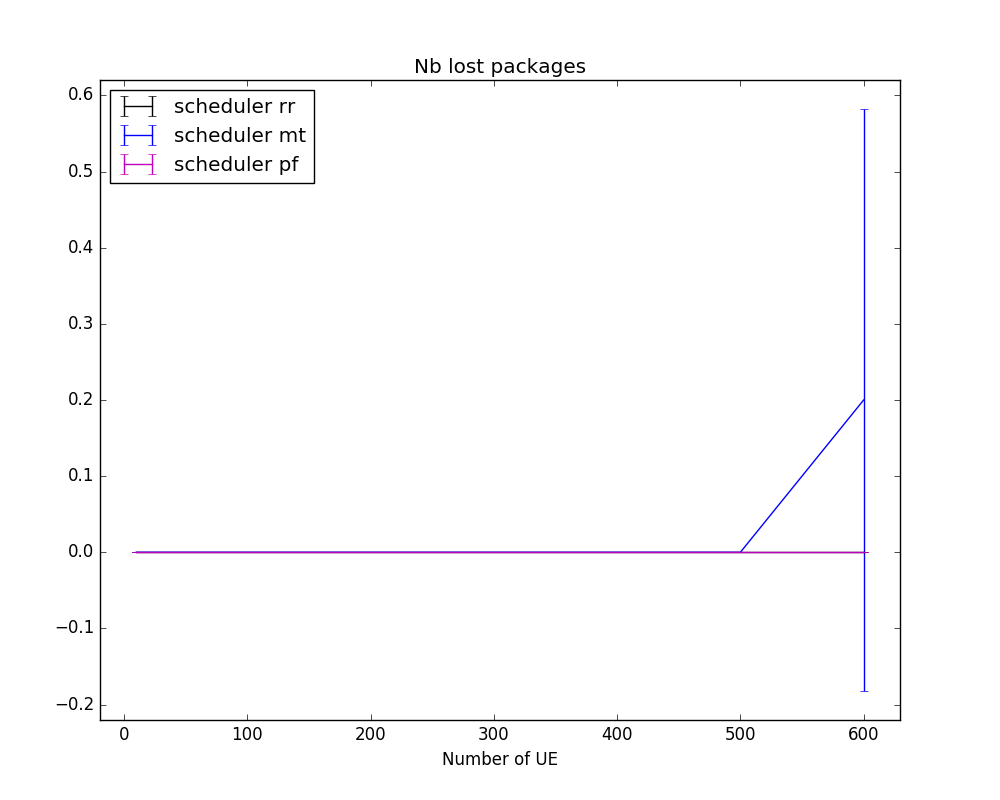 Nb lost packages
scheduler rr
scheduler mt
scheduler pf
0.6
0.5
0.4
0.3
0.2
0.1
0.0
−0.1
−0.2
0 100 200 300 400 500 600
Number of UE